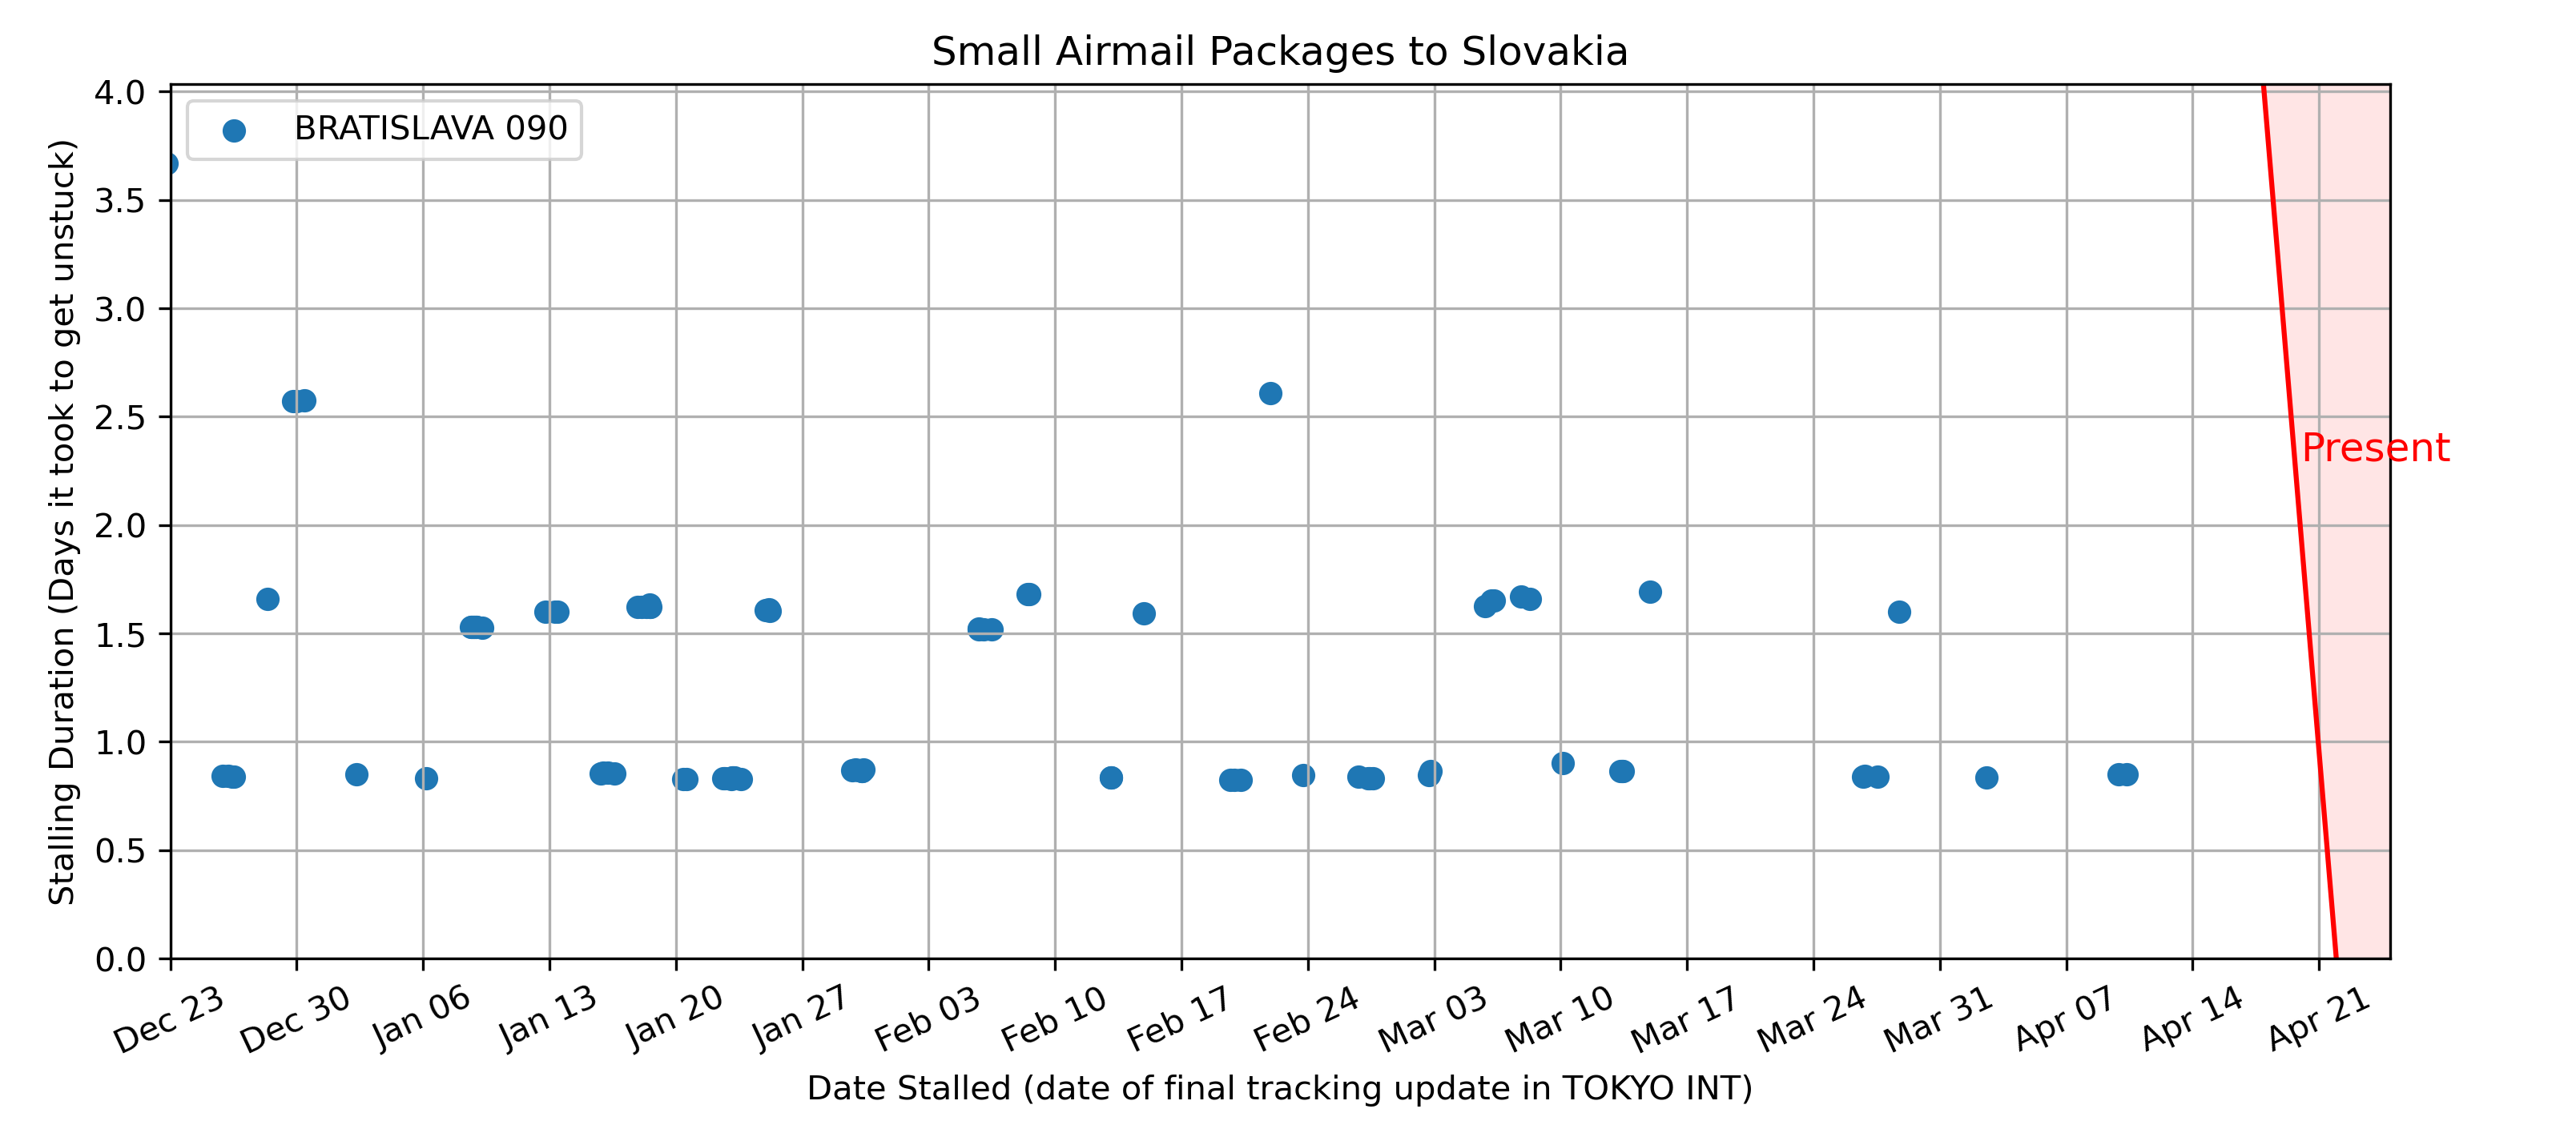 Small Airmail Packages to Slovakia
BRATISLAVA 090
Stalling Duration (Days it took to get unstuck)
4.0
3.5
3.0
2.5
2.0
1.5
1.0
0.5
0.0
Present
Dec 23
Dec 30
Jan 06
Jan 13
Jan 20
Jan 27
Feb 03
Feb 10
Feb 17
Feb 24
Mar 03
Mar 10
Mar 17
Mar 24
Mar 31
Apr 07
Apr 14
Apr 21
Date Stalled (date of final tracking update in TOKYO INT)